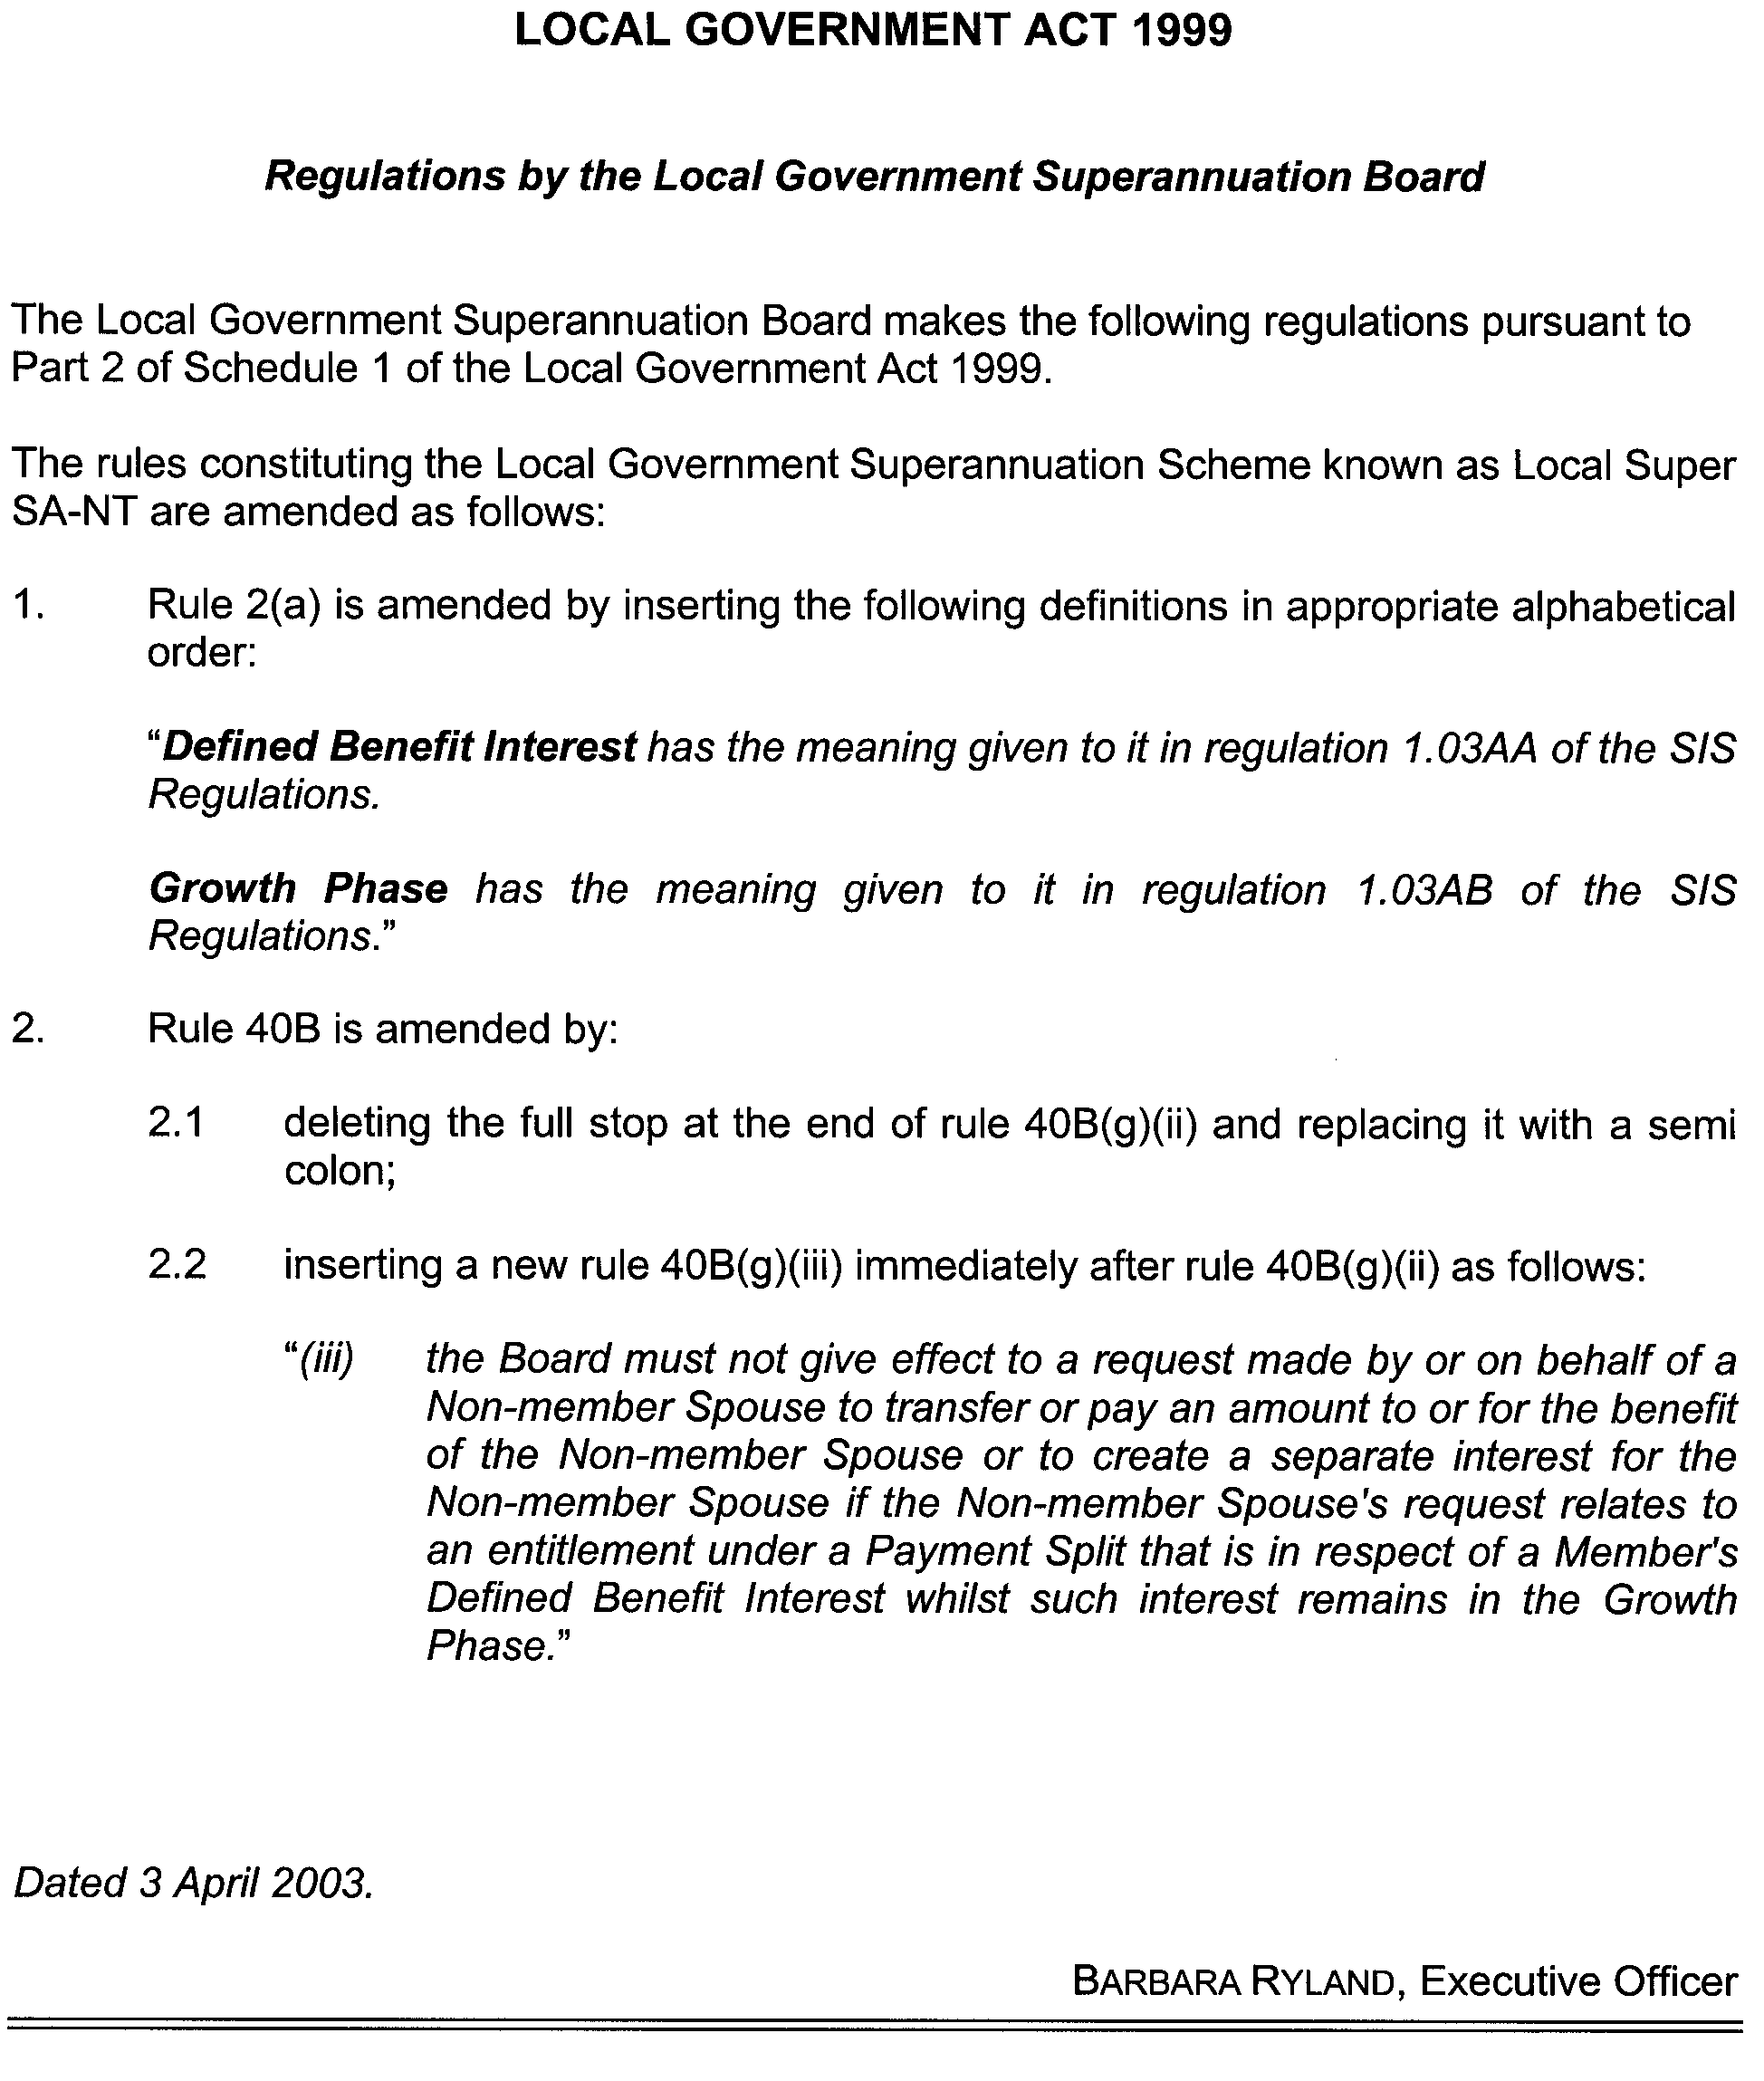 LOCAL GOVERNMENT ACT 1999
Regulations by the Local Government Superannuation Board
The Local Government Superannuation Board makes the following regulations pursuant to
Part 2 of Schedule 1 of the Local Government Act 1999.
The rules constituting the Local Government Superannuation Scheme known as Local Super
SA-NT are amended as follows:
1. Rule 2(a) is amended by inserting the following definitions in appropriate alphabetical
order:
“Defined Benefit Interest has the meaning given to it in regulation 1.03AA of the SIS
Regulations.
Growth Phase has the meaning given to it in regulation 1.03AB of the SIS
Regulations.”
2. Rule 40B is amended by:
2.1 deleting the full stop at the end of rule 40B(g)(ii) and replacing it with a semi
colon;
2.2 inserting a new rule 40B(g)(iii) immediately after rule 40B(g)(ii) as follows:
“(iii) the Board must not give effect to a request made by or on behalf of a
Non-member Spouse to transfer or pay an amount to or for the benefit
of the Non-member Spouse or to create a separate interest for the
Non-member Spouse if the Non-member Spouse's request relates to
an entitlement under a Payment Split that is in respect of a Member's
Defined Benefit Interest whilst such interest remains in the Growth
Phase.”
Dated 3 April 2003.
BARBARA RYLAND, Executive Officer